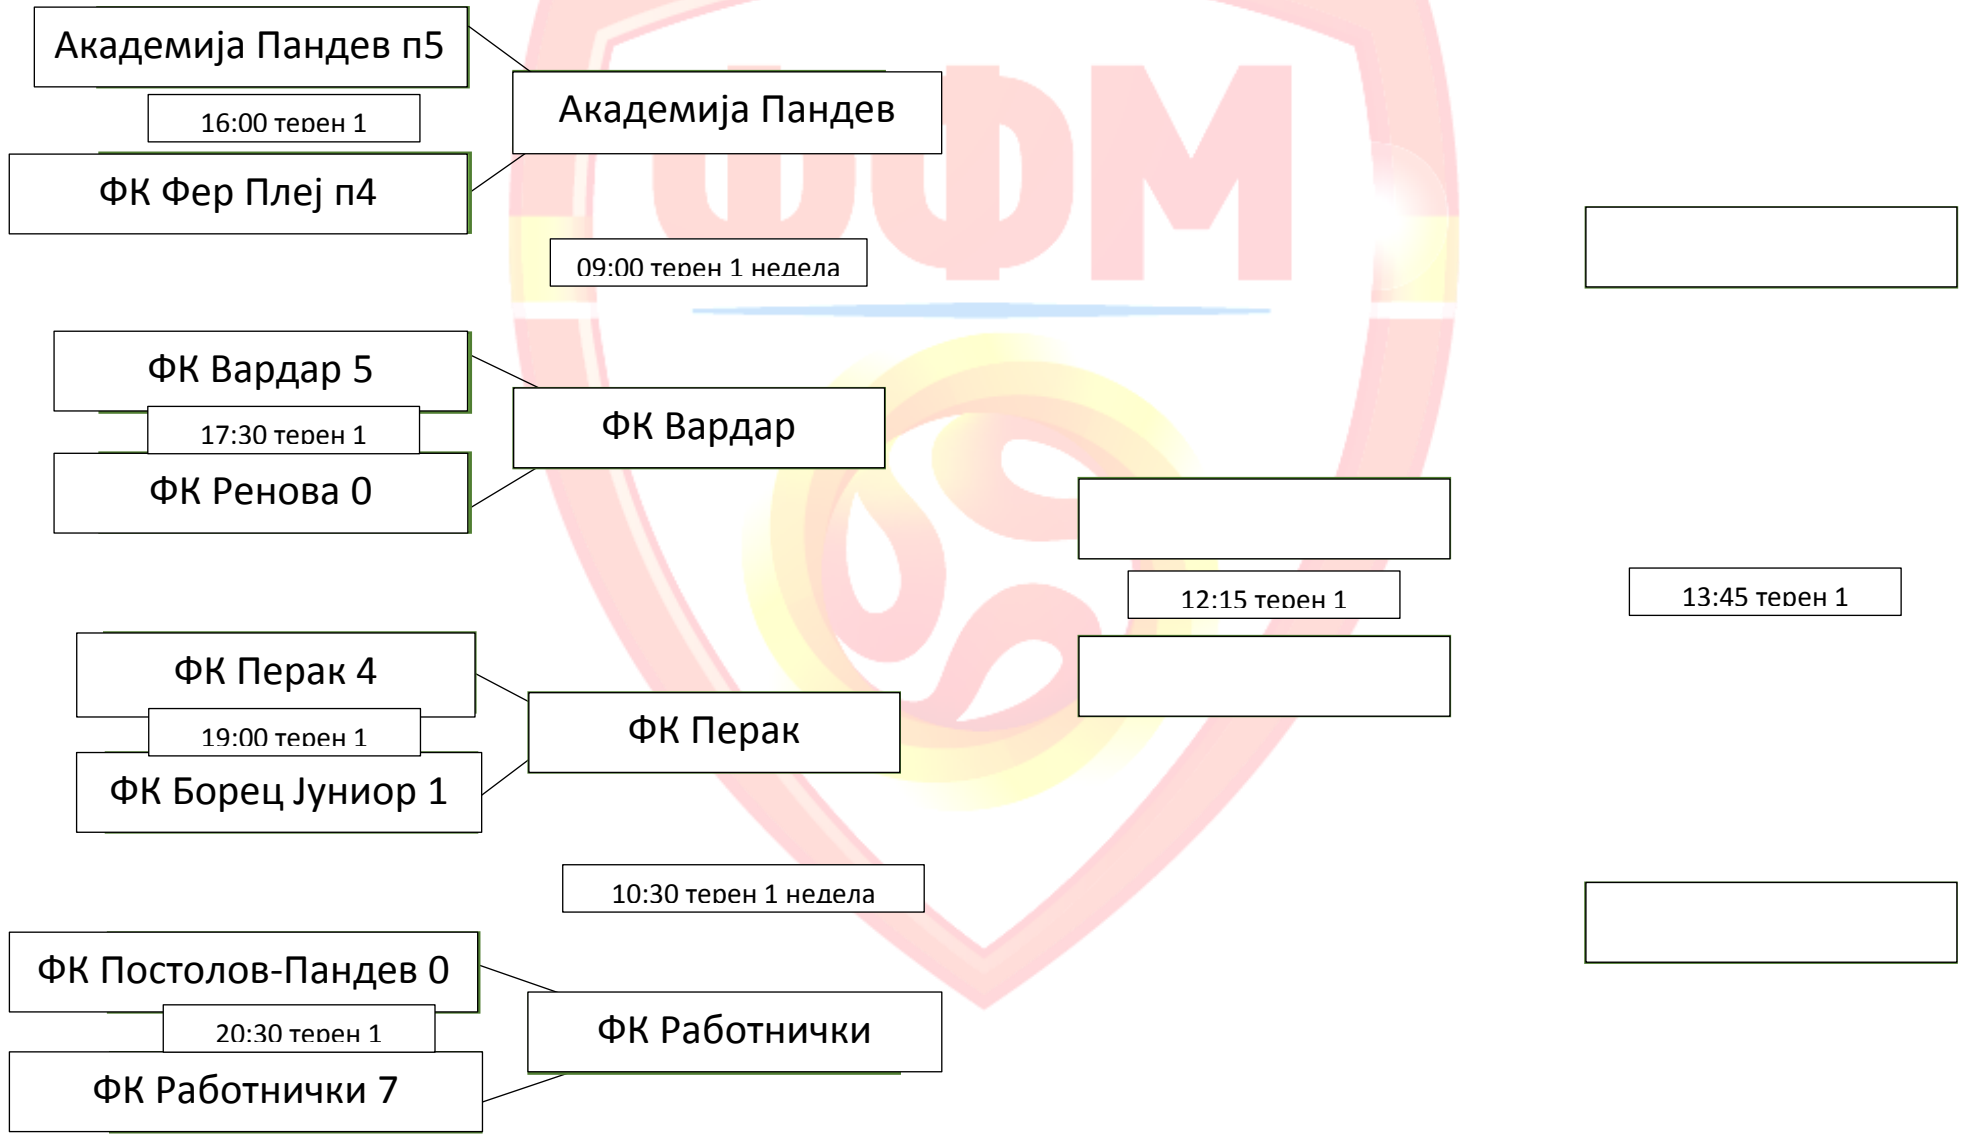 Академија Пандев п5
16:00 терен 1
ФК Фер Плеј п4
Академија Пандев
ФФМ
09:00 терен 1 недела
ФК Вардар 5
17:30 терен 1
ФК Ренова 0
ФК Вардар
12:15 терен 1
13:45 терен 1
ФК Перак 4
19:00 терен 1
ФК Борец Јуниор 1
ФК Перак
10:30 терен 1 недела
ФК Постолов-Пандев 0
20:30 терен 1
ФК Работнички 7
ФК Работнички